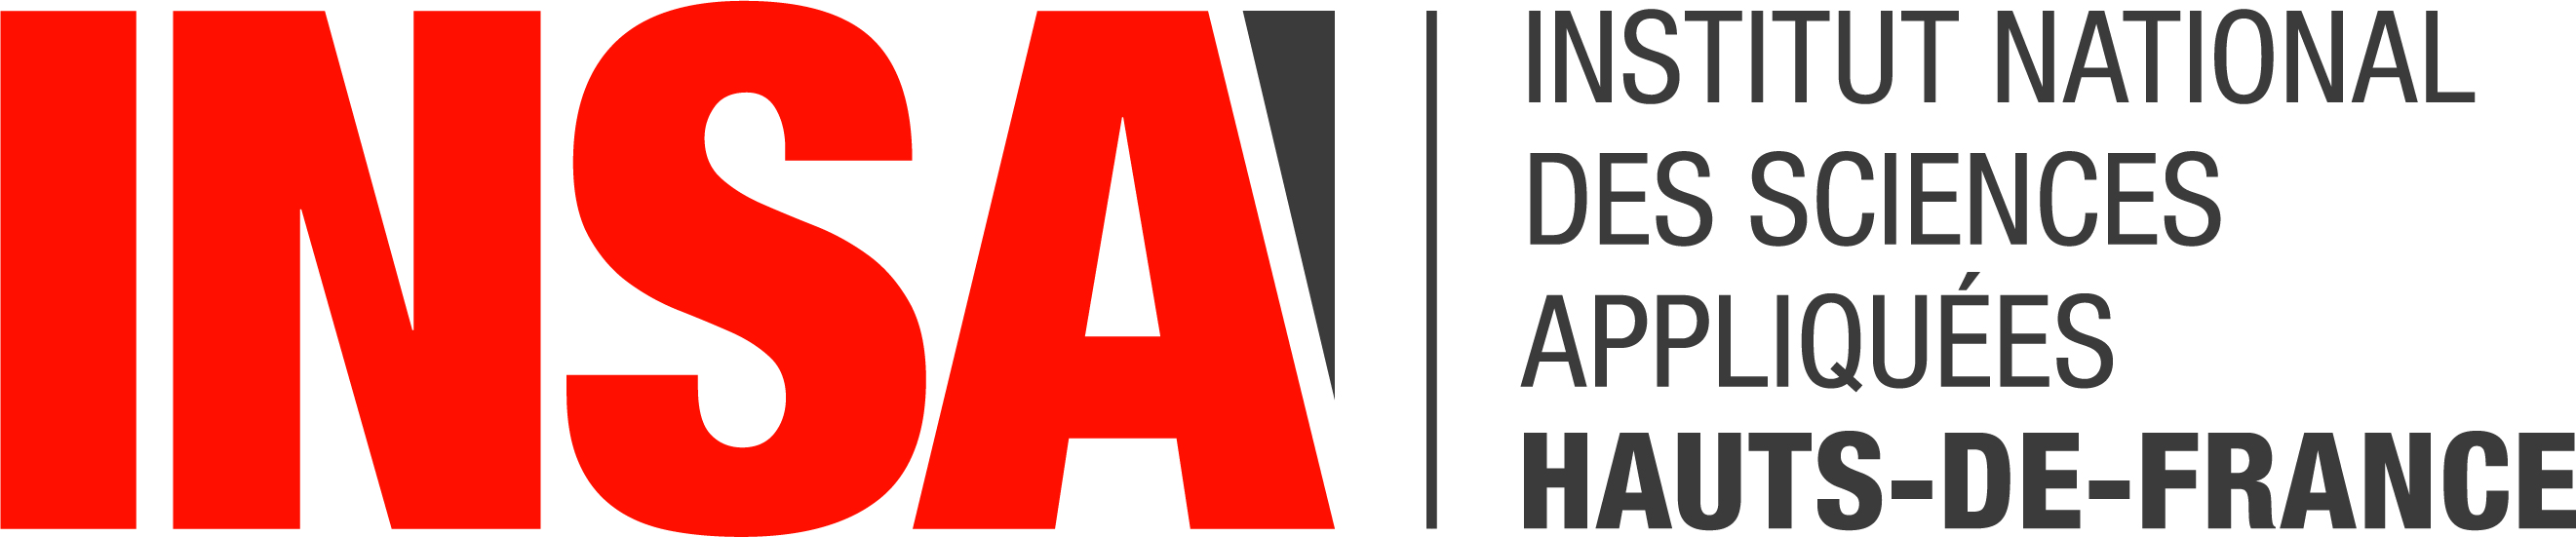 INSA
INSTITUT NATIONAL
DES SCIENCES
APPLIQUÉES
HAUTS-DE-FRANCE